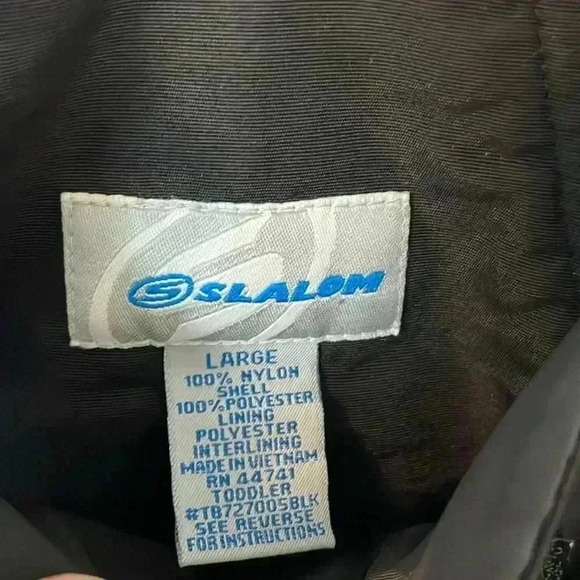 SLALOM
LARGE
100% NYLON
SHELL
100% POLYESTER
LINING
POLYESTER
INTERLINING
MADE IN VIETNAM
RN 44741
TODDLER
#TB727005BLK
SEE REVERSE
FOR INSTRUCTIONS